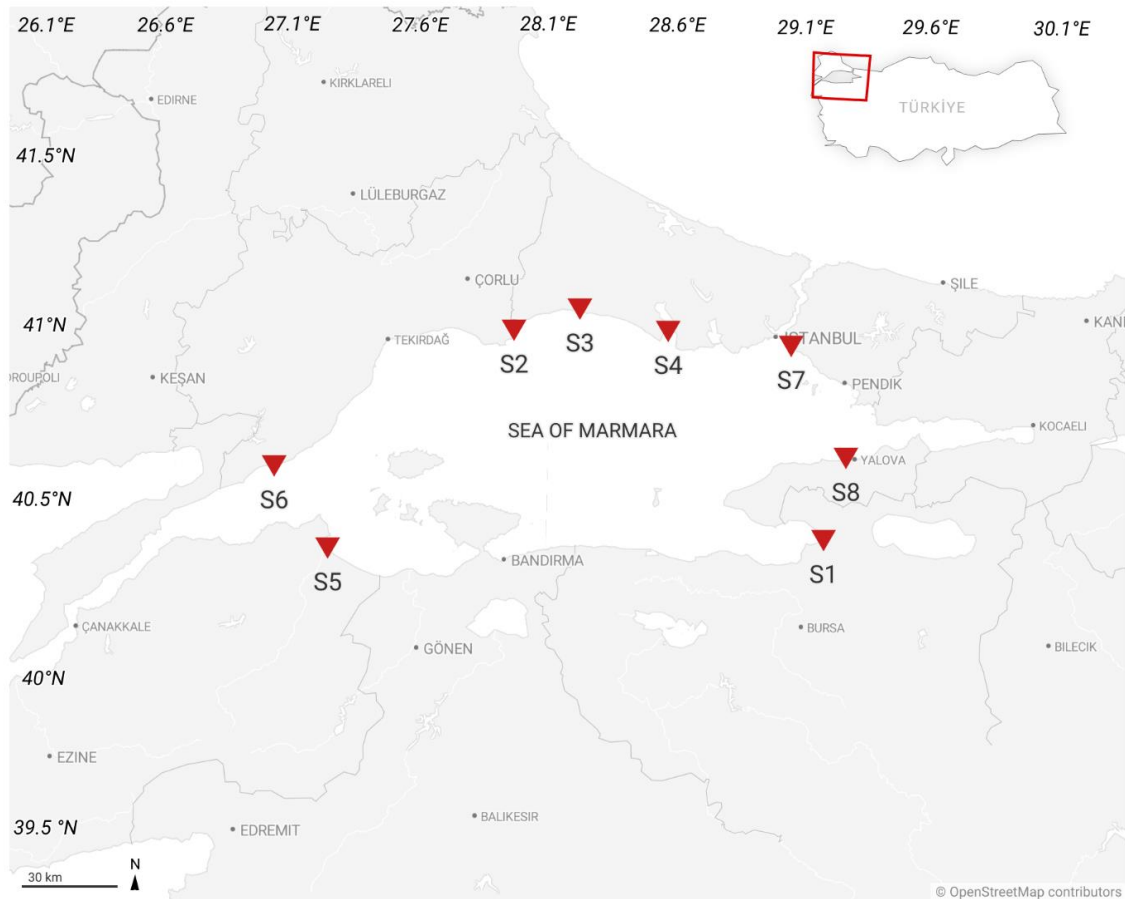 26.1°E 26.6°E 27.1°E 27.6°E 28.1°E 28.6°E 29.1°E 29.6°E 30.1°E
KIRKLARELI
EDIRNE
TÜRKİYE
41.5°N
LÜLEBURGAZ
ÇORLU
ŞILE
41°N
S2
S3
S4
TEKIRDAĞ
ISTANBUL
S7
KANI
OROUPOLI
KEŞAN
PENDIK
SEA OF MARMARA
KOCAELI
YALOVA
S8
40.5°N
S6
S5
BANDIRMA
S1
ÇANAKKALE
GÖNEN
BURSA
BILECIK
40°N
EZINE
39.5 °N
EDREMIT
BALIKESIR
N
30 km
© OpenStreetMap contributors